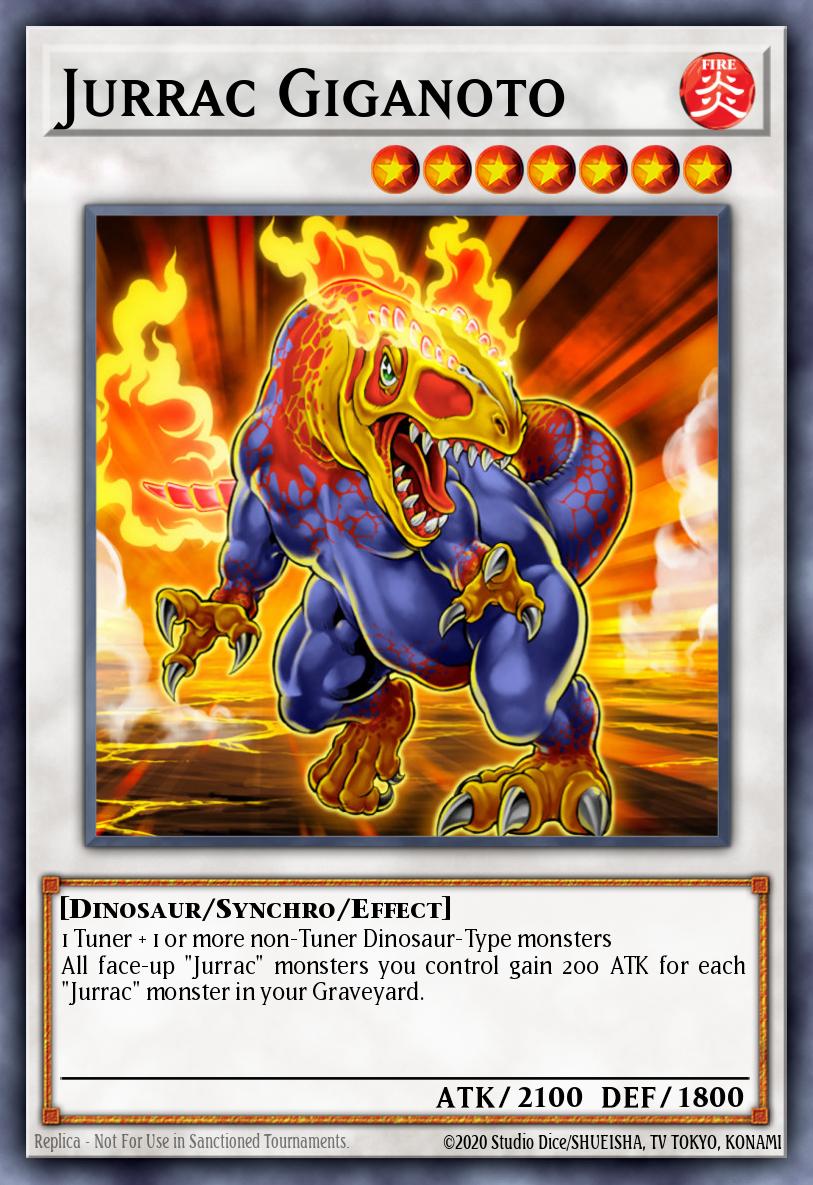 Jurrac Giganoto
FIRE
炎
[Dinosaur/Synchro/Effect]
1 Tuner + 1 or more non-Tuner Dinosaur-Type monsters
All face-up "Jurrac" monsters you control gain 200 ATK for each
"Jurrac" monster in your Graveyard.
ATK/2100 DEF/1800
Replica - Not For Use in Sanctioned Tournaments.
©2020 Studio Dice/SHUEISHA, TV TOKYO, KONAMI